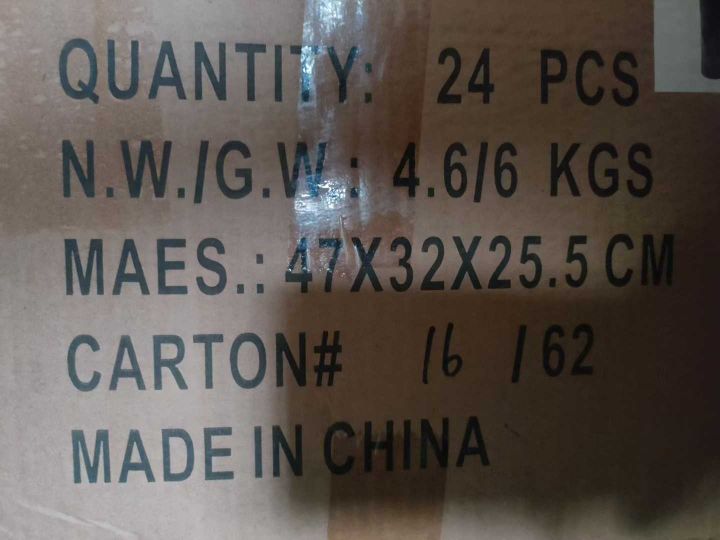 QUANTITY: 24 PCS
N.W./G.W.: 4.6/6 KGS
MAES.: 47X32X25.5 CM
CARTON# 16 /62
MADE IN CHINA